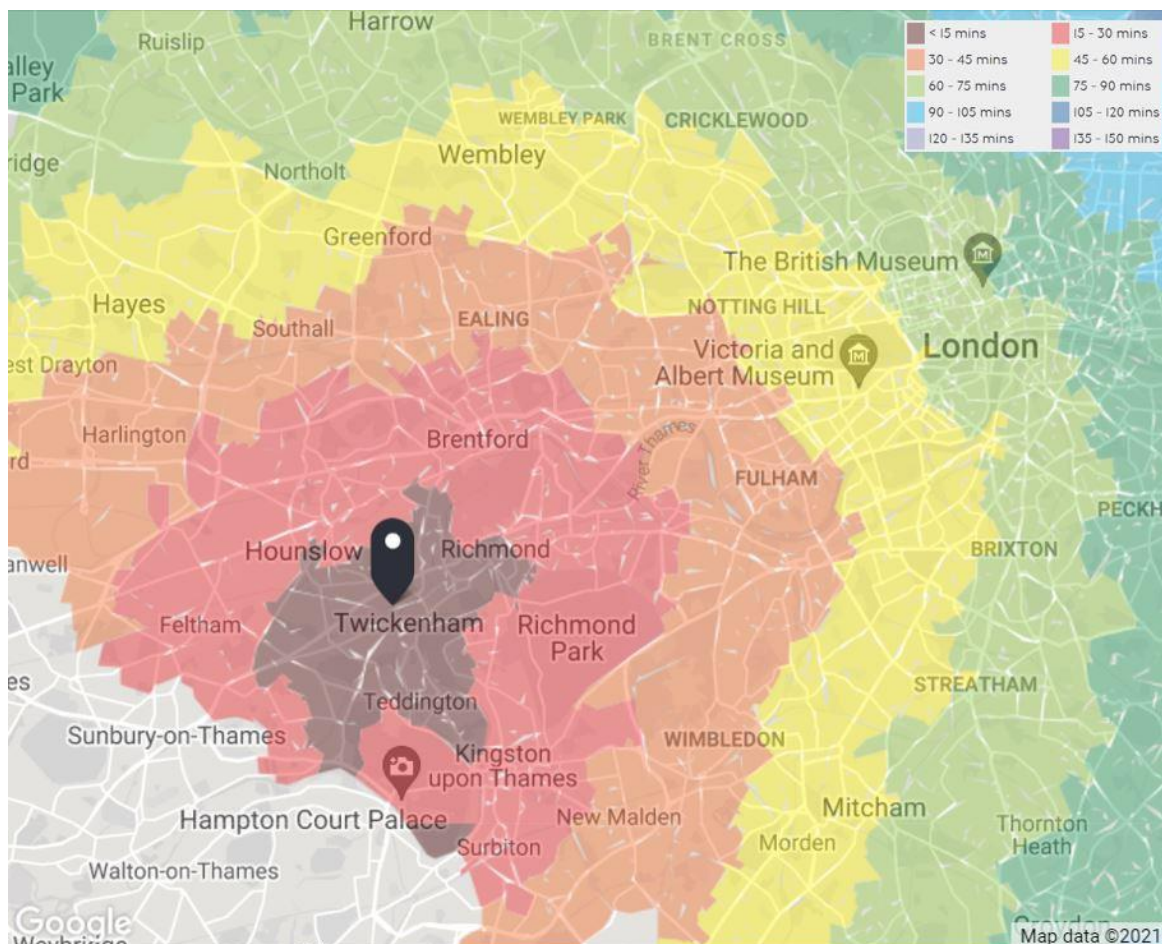 Harrow
Ruislip
BRENT CROSS
alley
Park
< 15 mins
15 - 30 mins
30 - 45 mins
45 - 60 mins
60 - 75 mins
75 - 90 mins
90 - 105 mins
105 - 120 mins
120 - 135 mins
135 - 150 mins
WEMBLEY PARK
CRICKLEWOOD
Wembley
ridge
Northolt
Greenford
The British Museum
Hayes
NOTTING HILL
Southall
EALING
London
Victoria and
Albert Museum
est Drayton
Harlington
Brentford
River Thames
rd
FULHAM
PECKH
Hounslow
Richmond
BRIXTON
anwell
Twickenham
Feltham
Richmond
Park
es
STREATHAM
Teddington
Sunbury-on-Thames
WIMBLEDON
Kingston
upon Thames
Hampton Court Palace
New Malden
Mitcham
Thornton
Heath
Surbiton
Morden
Walton-on-Thames
Google
Weybridge
Croydon
Map data ©2021